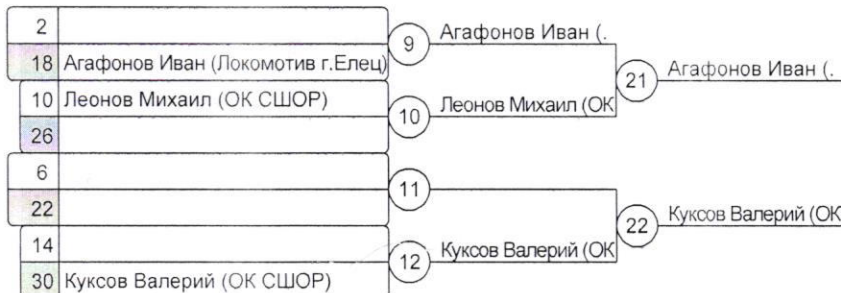 2
9
Агафонов Иван (.
18 Агафонов Иван (Локомотив г.Елец)
21
Агафонов Иван (.
10 Леонов Михаил (ОК СШОР)
10
Леонов Михаил (ОК
26
6
11
22
22
Куксов Валерий (ОК
14
12
Куксов Валерий (ОК
30 Куксов Валерий (ОК СШОР)